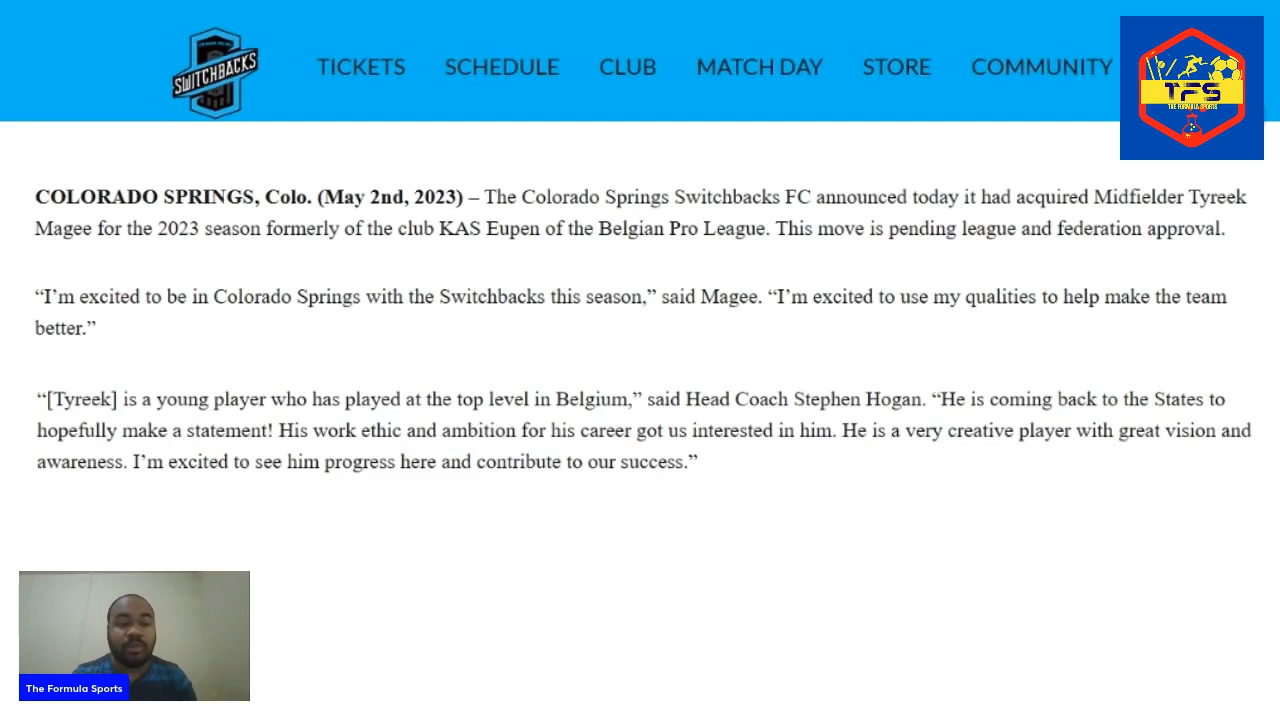 SWITCHBACKS
TICKETS SCHEDULE CLUB MATCH DAY STORE COMMUNITY
TFS
THE FORMULA SPORTS
COLORADO SPRINGS, Colo. (May 2nd, 2023) – The Colorado Springs Switchbacks FC announced today it had acquired Midfielder Tyreek
Magee for the 2023 season formerly of the club KAS Eupen of the Belgian Pro League. This move is pending league and federation approval.
“I’m excited to be in Colorado Springs with the Switchbacks this season,” said Magee. “I’m excited to use my qualities to help make the team
better.”
“[Tyreek] is a young player who has played at the top level in Belgium,” said Head Coach Stephen Hogan. “He is coming back to the States to
hopefully make a statement! His work ethic and ambition for his career got us interested in him. He is a very creative player with great vision and
awareness. I’m excited to see him progress here and contribute to our success.”
The Formula Sports